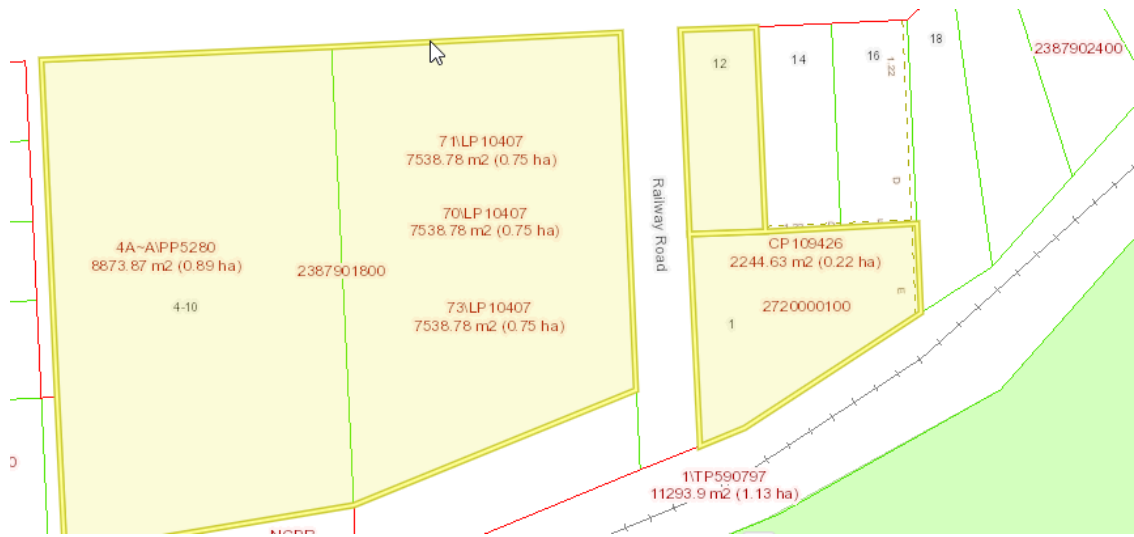 12
14
16
1.22
18
2387902400
71\LP10407
7538.78 m2 (0.75 ha)
70\LP10407
7538.78 m2 (0.75 ha)
Railway Road
D
E
4A~A\PP5280
8873.87 m2 (0.89 ha)
4-10
2387901800
CP109426
2244.63 m2 (0.22 ha)
E
2720000100
1
73\LP10407
7538.78 m2 (0.75 ha)
0
1\TP590797
11293.9 m2 (1.13 ha)